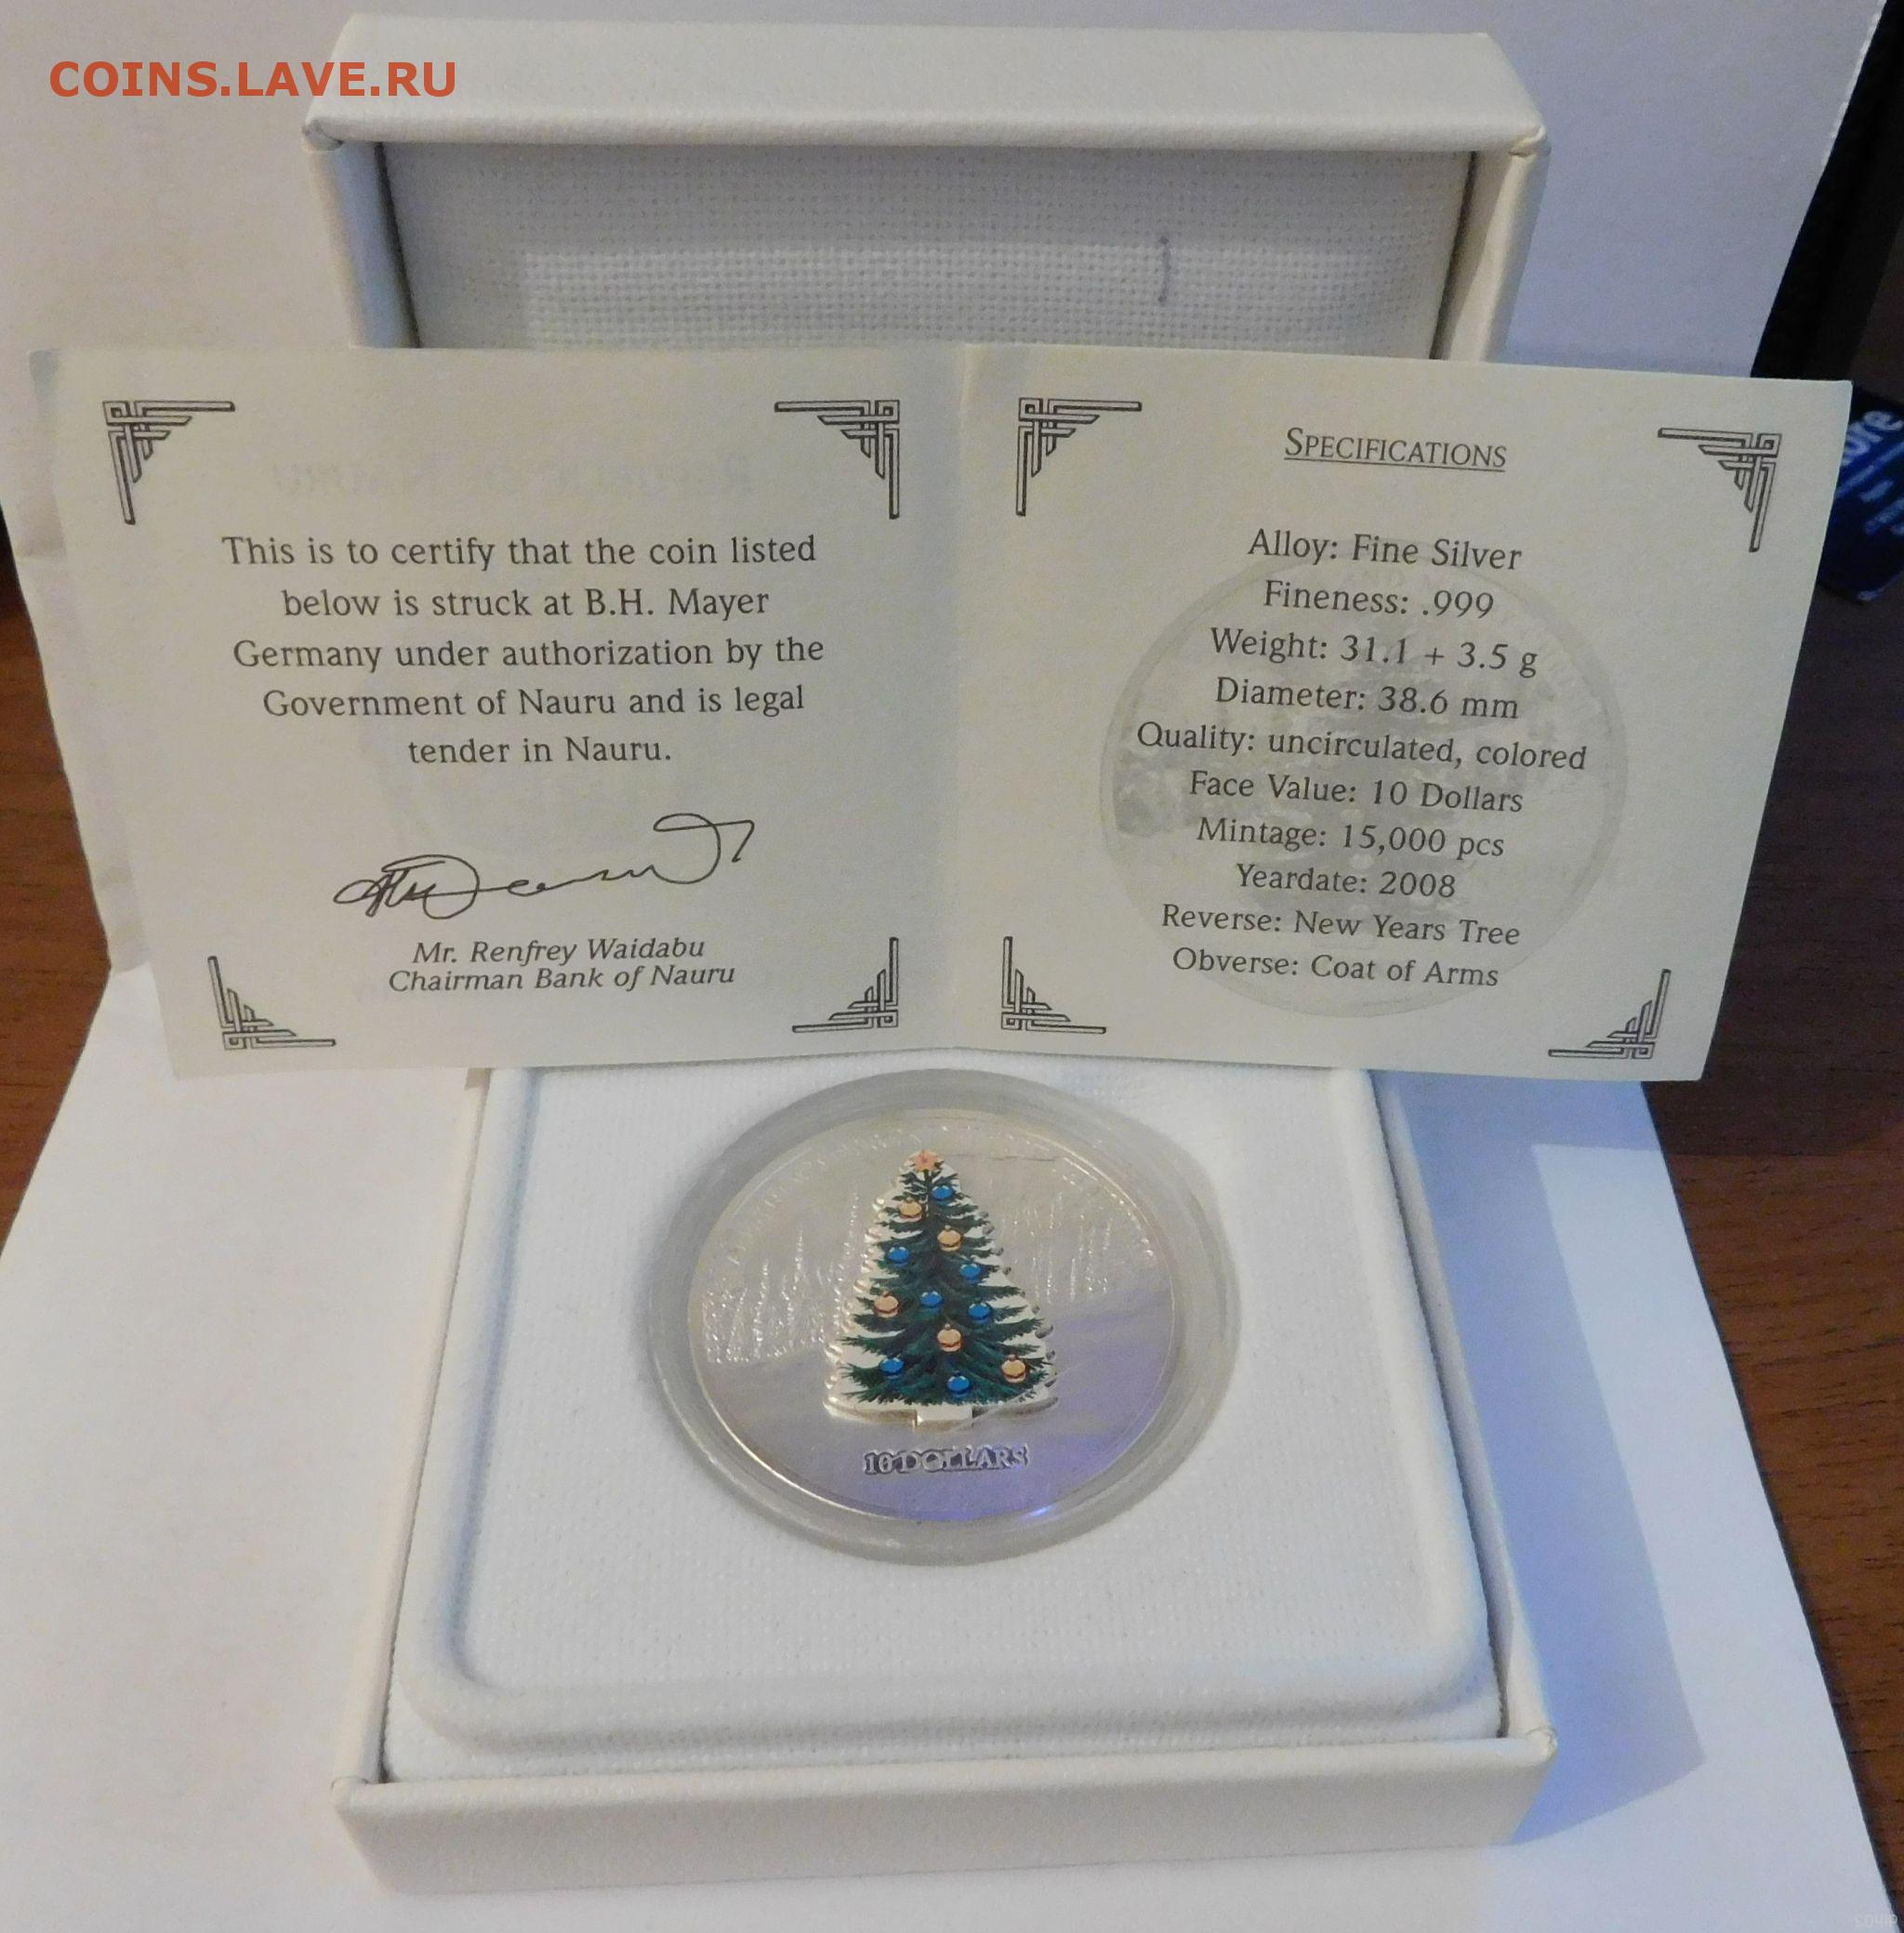 COINS.LAVE.RU
This is to certify that the coin listed
below is struck at B.H. Mayer
Germany under authorization by the
Government of Nauru and is legal
tender in Nauru.
Mr. Renfrey Waidabu
Chairman Bank of Nauru
SPECIFICATIONS
Alloy: Fine Silver
Fineness: .999
Weight: 31.1 + 3.5 g
Diameter: 38.6 mm
Quality: uncirculated, colored
Face Value: 10 Dollars
Mintage: 15,000 pcs
Yeardate: 2008
Reverse: New Years Tree
Obverse: Coat of Arms
10 DOLLARS